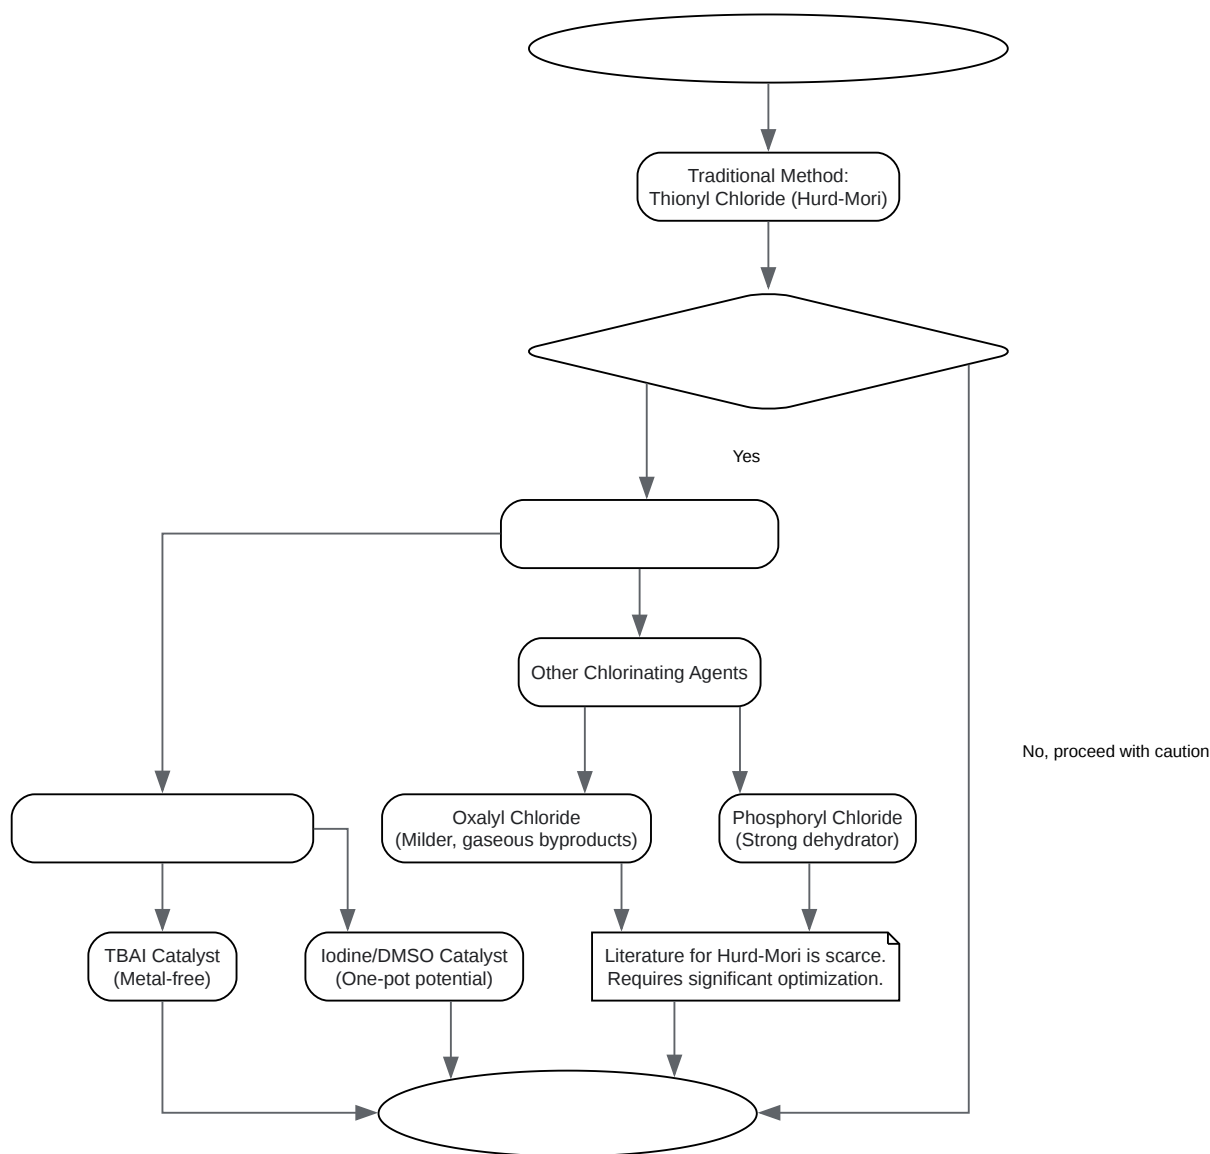 Traditional Method:
Thionyl Chloride (Hurd-Mori)
Yes
Other Chlorinating Agents
No, proceed with caution
Oxalyl Chloride
(Milder, gaseous byproducts)
Phosphoryl Chloride
(Strong dehydrator)
TBAI Catalyst
(Metal-free)
Iodine/DMSO Catalyst
(One-pot potential)
Literature for Hurd-Mori is scarce.
Requires significant optimization.